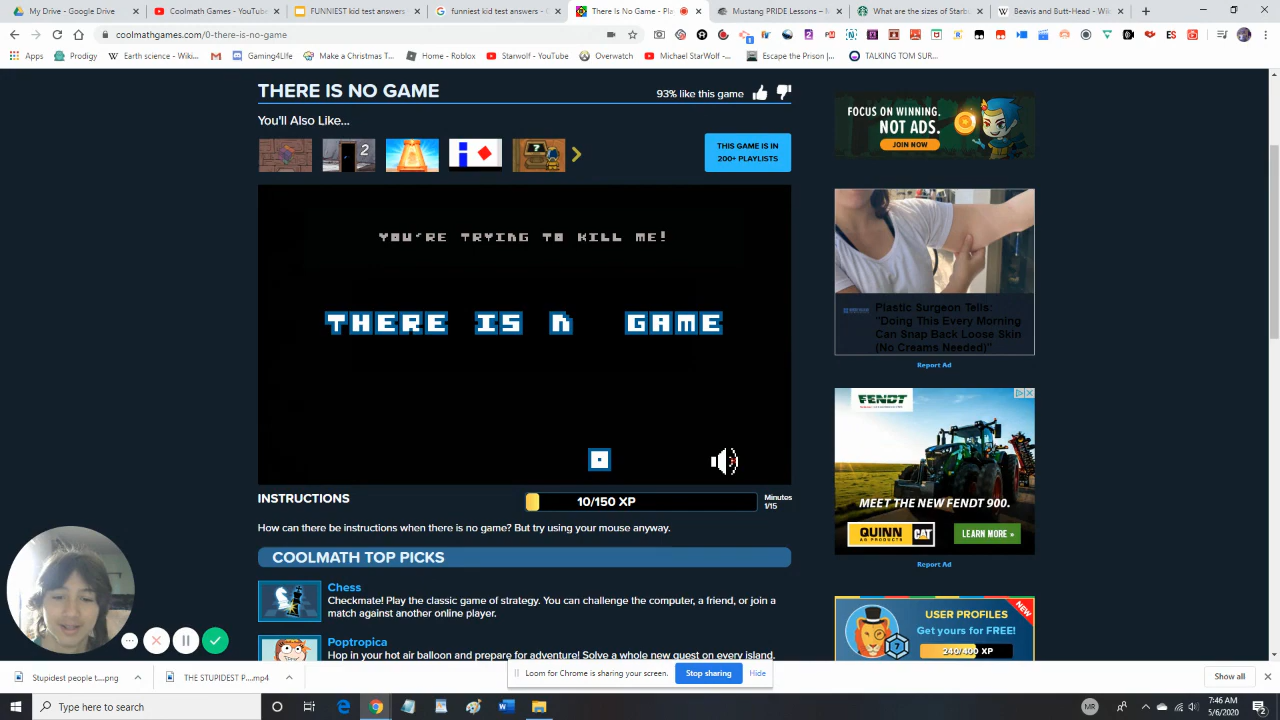 My Drive - Google Drive
Coolmath Games - YouTube
FUNNIEST kid test answers
funniest kid test answers -
There is No Game - Pla
Mustang PRIDE Lessons -
What are the sizes of Starb
Beavis and Butt-Head - Wik
coolmathgames.com/0-there-is-no-game
Apps
Prodigy
Earth science - Wiki...
Gaming4Life
Make a Christmas T...
Home - Roblox
Starwolf - YouTube
Overwatch
Michael StarWolf -...
Escape the Prison |...
TALKING TOM SUR...
THERE IS NO GAME
93% like this game
You'll Also Like...
2
THIS GAME IS IN
200+ PLAYLISTS
FOCUS ON WINNING.
NOT ADS.
JOIN NOW
YOU'RE TRYING TO KILL ME!
THERE IS N GAME
Plastic Surgeon Tells:
"Doing This Every Morning
Can Snap Back Loose Skin
(No Creams Needed)"
Report Ad
FENDT
MEET THE NEW FENDT 900.
QUINN
AG PRODUCTS
CAT
LEARN MORE »
Report Ad
INSTRUCTIONS
10/150 XP
Minutes
1/15
How can there be instructions when there is no game? But try using your mouse anyway.
COOLMATH TOP PICKS
Chess
Checkmate! Play the classic game of strategy. You can challenge the computer, a friend, or join a
match against another online player.
Poptropica
Hop in your hot air balloon and prepare for adventure! Solve a whole new quest on every island.
NEW
USER PROFILES
Get yours for FREE!
240/400 XP
Stupidest people t....png
THE STUPIDEST P....mp4
Loom for Chrome is sharing your screen.
Stop sharing
Hide
Show all
Type here to search
MR
7:46 AM
5/6/2020
2